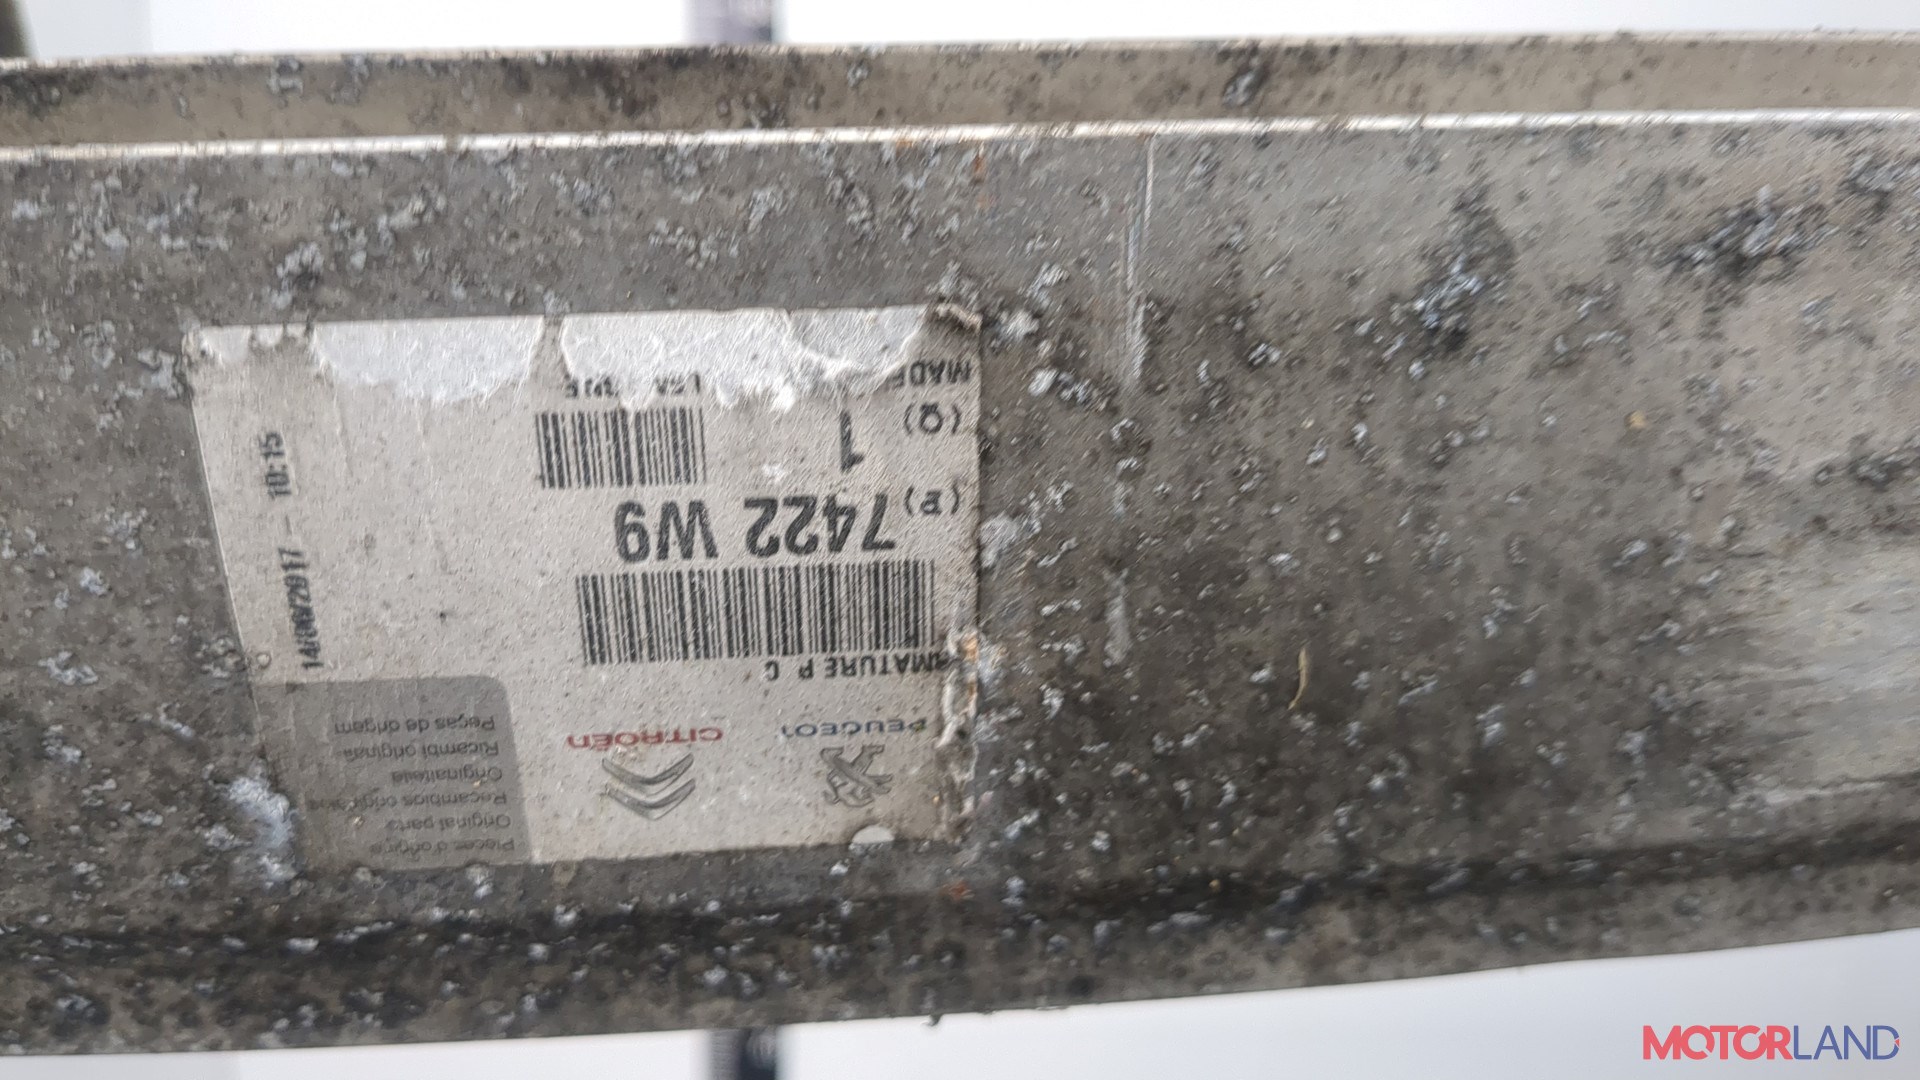 Pièces d'origine
Original parts
Recambios originales
Originalteile
Ricambi originali
Peças de origem
PEUGEOT
CITROËN
RMATURE P C
(P)
7422 W9
(Q)
1
MADE
14/06/2017 - 10:15
MOTORLAND